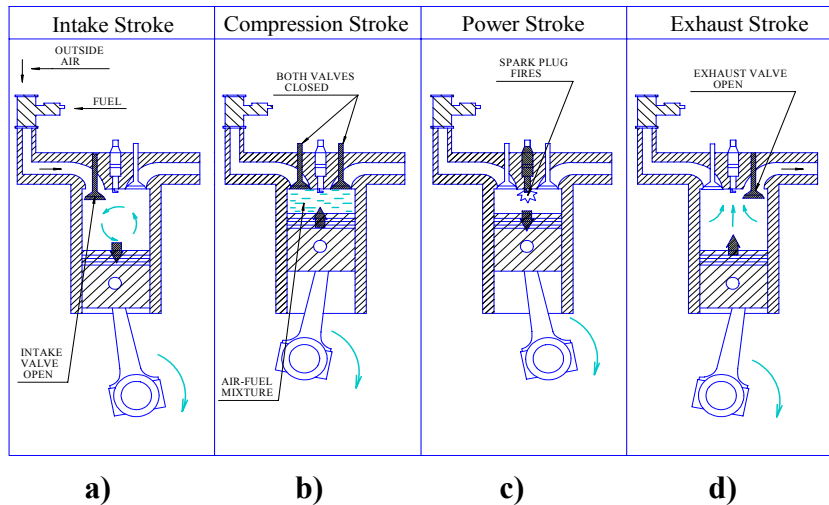 Intake Stroke
Compression Stroke
Power Stroke
Exhaust Stroke
OUTSIDE
AIR
FUEL
INTAKE
VALVE
OPEN
BOTH VALVES
CLOSED
AIR-FUEL
MIXTURE
SPARK PLUG
FIRES
EXHAUST VALVE
OPEN
a)
b)
c)
d)